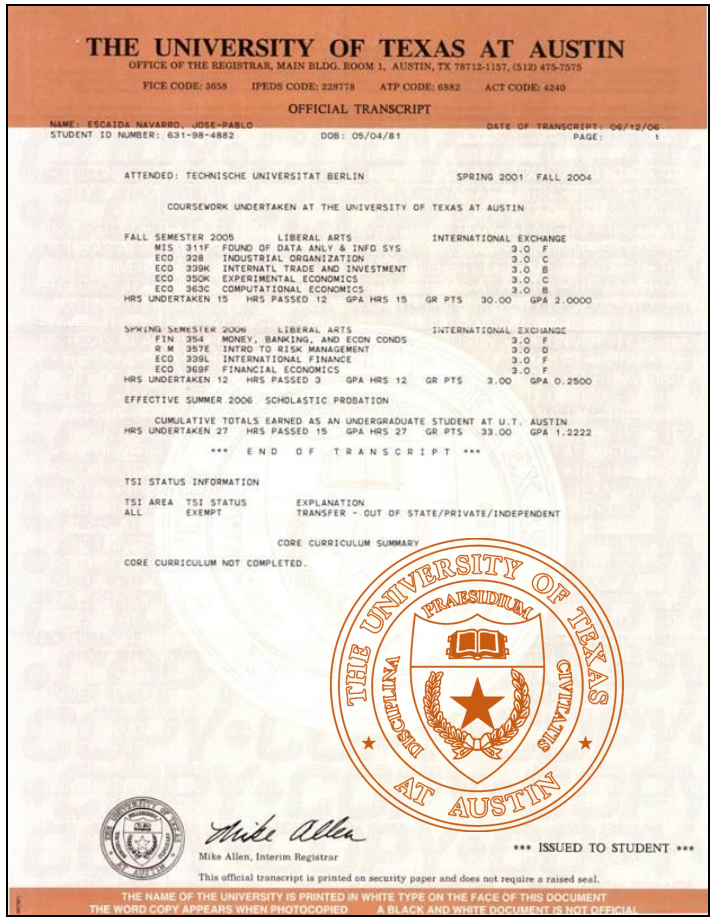 THE UNIVERSITY OF TEXAS AT AUSTIN
OFFICE OF THE REGISTRAR, MAIN BLDG. ROOM 1, AUSTIN, TX 78712-1157, (512) 475-7575
FICE CODE: 3658 IPEDS CODE: 228778 ATP CODE: 6882 ACT CODE: 4240
OFFICIAL TRANSCRIPT
NAME: ESCAIDA NAVARRO, JOSE-PABLO DATE OF TRANSCRIPT: 06/12/06
STUDENT ID NUMBER: 631-98-4882 DOB: 05/04/81 PAGE: 1
ATTENDED: TECHNISCHE UNIVERSITAT BERLIN SPRING 2001 FALL 2004
COURSEWORK UNDERTAKEN AT THE UNIVERSITY OF TEXAS AT AUSTIN
FALL SEMESTER 2005 LIBERAL ARTS INTERNATIONAL EXCHANGE
MIS 311F FOUND OF DATA ANLY & INFO SYS 3.0 F
ECO 328 INDUSTRIAL ORGANIZATION 3.0 C
ECO 339K INTERNATL TRADE AND INVESTMENT 3.0 B
ECO 350K EXPERIMENTAL ECONOMICS 3.0 C
ECO 363C COMPUTATIONAL ECONOMICS 3.0 B
HRS UNDERTAKEN 15 HRS PASSED 12 GPA HRS 15 GR PTS 30.00 GPA 2.0000
SPRING SEMESTER 2006 LIBERAL ARTS INTERNATIONAL EXCHANGE
FIN 354 MONEY, BANKING, AND ECON CONDS 3.0 F
R M 357E INTRO TO RISK MANAGEMENT 3.0 D
ECO 339L INTERNATIONAL FINANCE 3.0 F
ECO 369F FINANCIAL ECONOMICS 3.0 F
HRS UNDERTAKEN 12 HRS PASSED 3 GPA HRS 12 GR PTS 3.00 GPA 0.2500
EFFECTIVE SUMMER 2006 SCHOLASTIC PROBATION
CUMULATIVE TOTALS EARNED AS AN UNDERGRADUATE STUDENT AT U.T. AUSTIN
HRS UNDERTAKEN 27 HRS PASSED 15 GPA HRS 27 GR PTS 33.00 GPA 1.2222
*** END OF TRANSCRIPT ***
TSI STATUS INFORMATION
TSI AREA TSI STATUS EXPLANATION
ALL EXEMPT TRANSFER - OUT OF STATE/PRIVATE/INDEPENDENT
CORE CURRICULUM SUMMARY
CORE CURRICULUM NOT COMPLETED.
THE UNIVERSITY OF TEXAS
PRAESIDIUM
DISCIPLINA CIVITATIS
AT AUSTIN
Mike Allen
Mike Allen, Interim Registrar
*** ISSUED TO STUDENT ***
This official transcript is printed on security paper and does not require a raised seal.
THE NAME OF THE UNIVERSITY IS PRINTED IN WHITE TYPE ON THE FACE OF THIS DOCUMENT
THE WORD COPY APPEARS WHEN PHOTOCOPIED A BLACK AND WHITE DOCUMENT IS NOT OFFICIAL